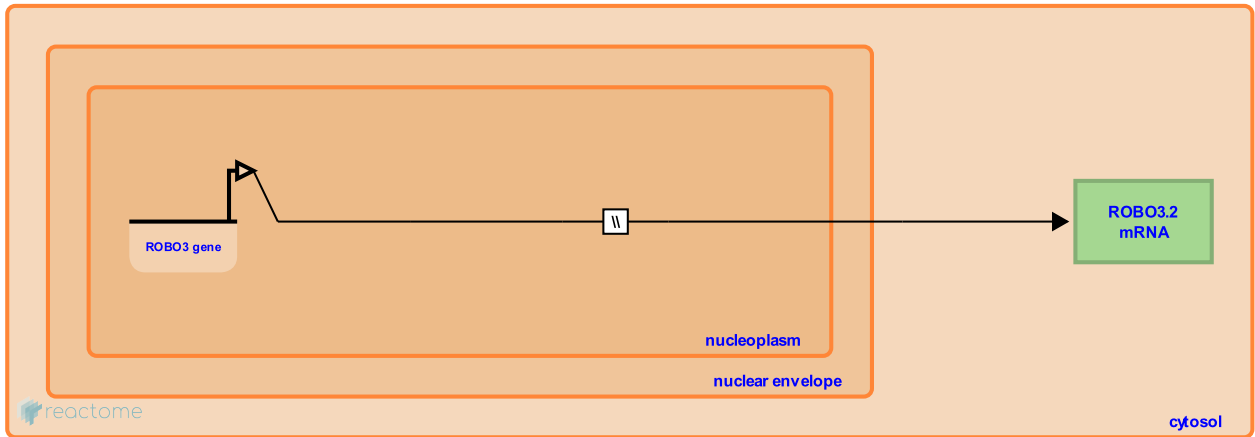 ROBO3 gene
\\
ROBO3.2
mRNA
nucleoplasm
nuclear envelope
reactome
cytosol